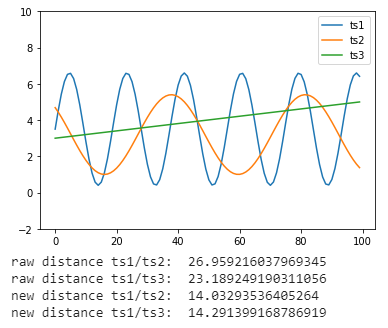 10
8
6
4
2
0
−2
0
20
40
60
80
100
ts1
ts2
ts3
raw distance ts1/ts2:  26.959216037969345
raw distance ts1/ts3:  23.189249190311056
new distance ts1/ts2:  14.03293536405264
new distance ts1/ts3:  14.291399168786919